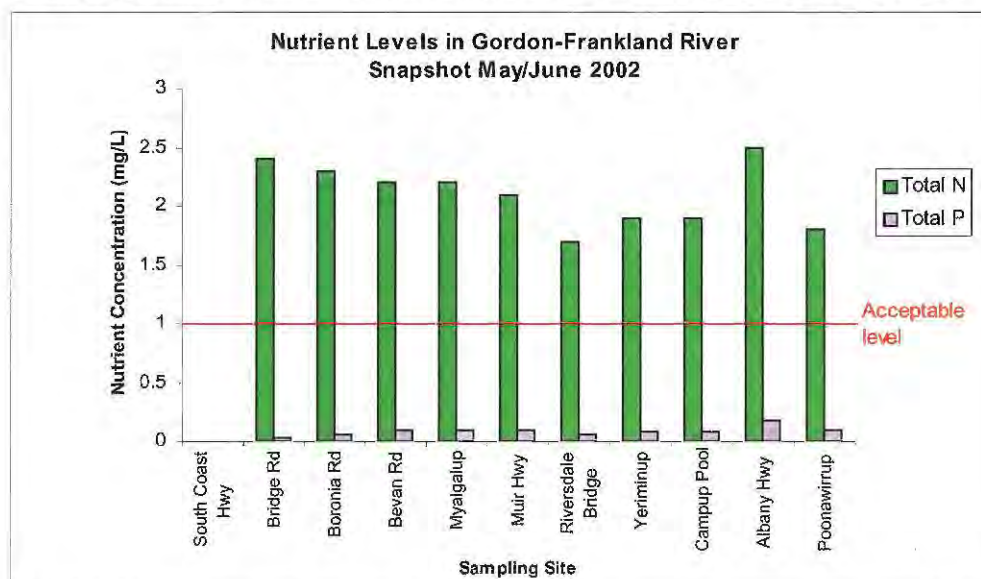 Nutrient Levels in Gordon-Frankland River
Snapshot May/June 2002
Nutrient Concentration (mg/L)
3
2.5
2
1.5
1
0.5
0
Total N
Total P
Acceptable
level
South Coast
Hwy
Bridge Rd
Boronia Rd
Bevan Rd
Myalgalup
Muir Hwy
Riversdale
Bridge
Yeriminup
Campup Pool
Albany Hwy
Poonawirrup
Sampling Site